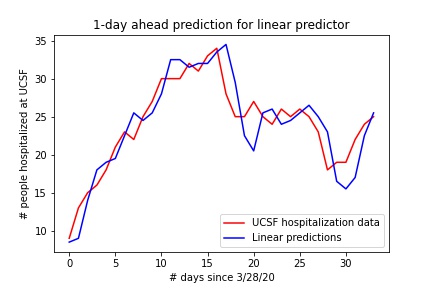 1-day ahead prediction for linear predictor
# people hospitalized at UCSF
35
30
25
20
15
10
UCSF hospitalization data
Linear predictions
0 5 10 15 20 25 30
# days since 3/28/20